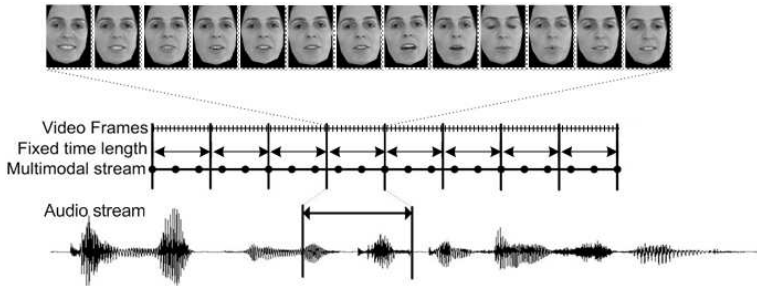 Video Frames
Fixed time length
Multimodal stream
Audio stream